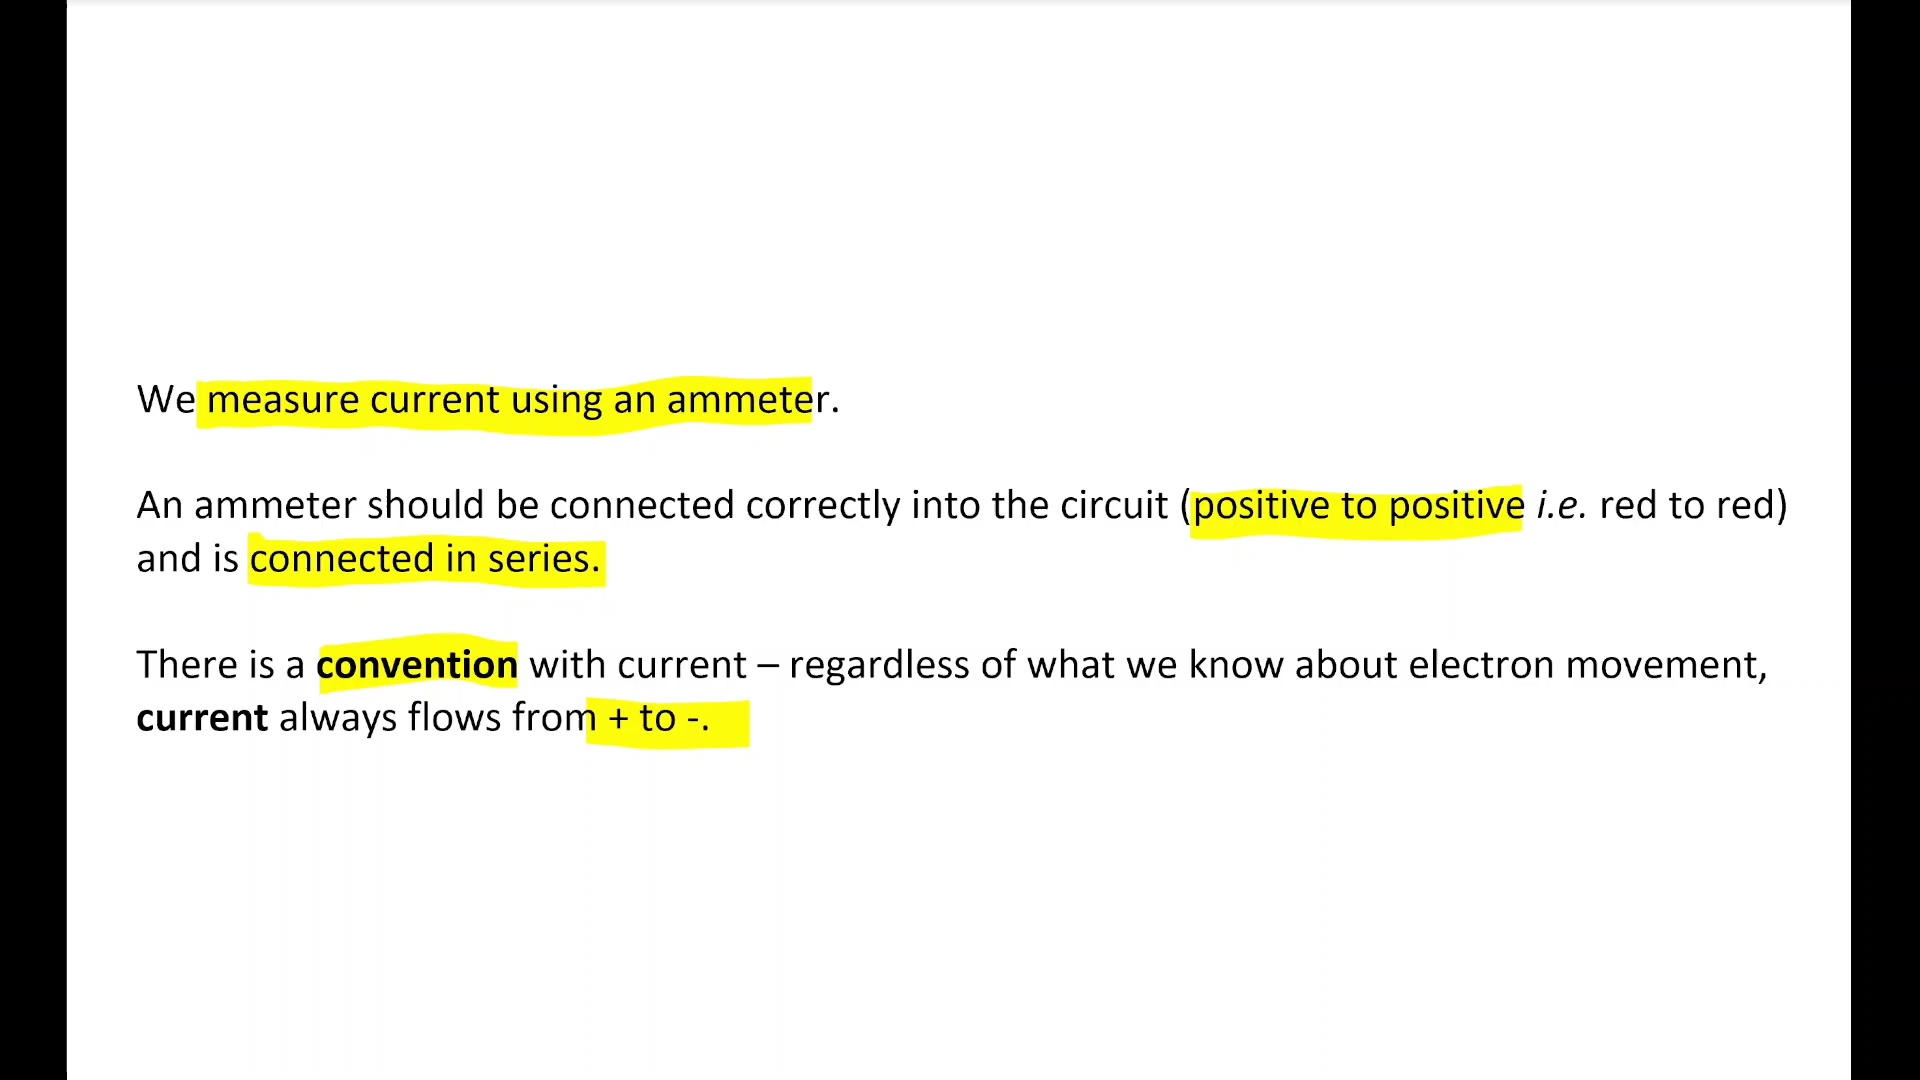 We measure current using an ammeter.
An ammeter should be connected correctly into the circuit (positive to positive i.e. red to red)
and is connected in series.
There is a convention with current – regardless of what we know about electron movement,
current always flows from + to -.